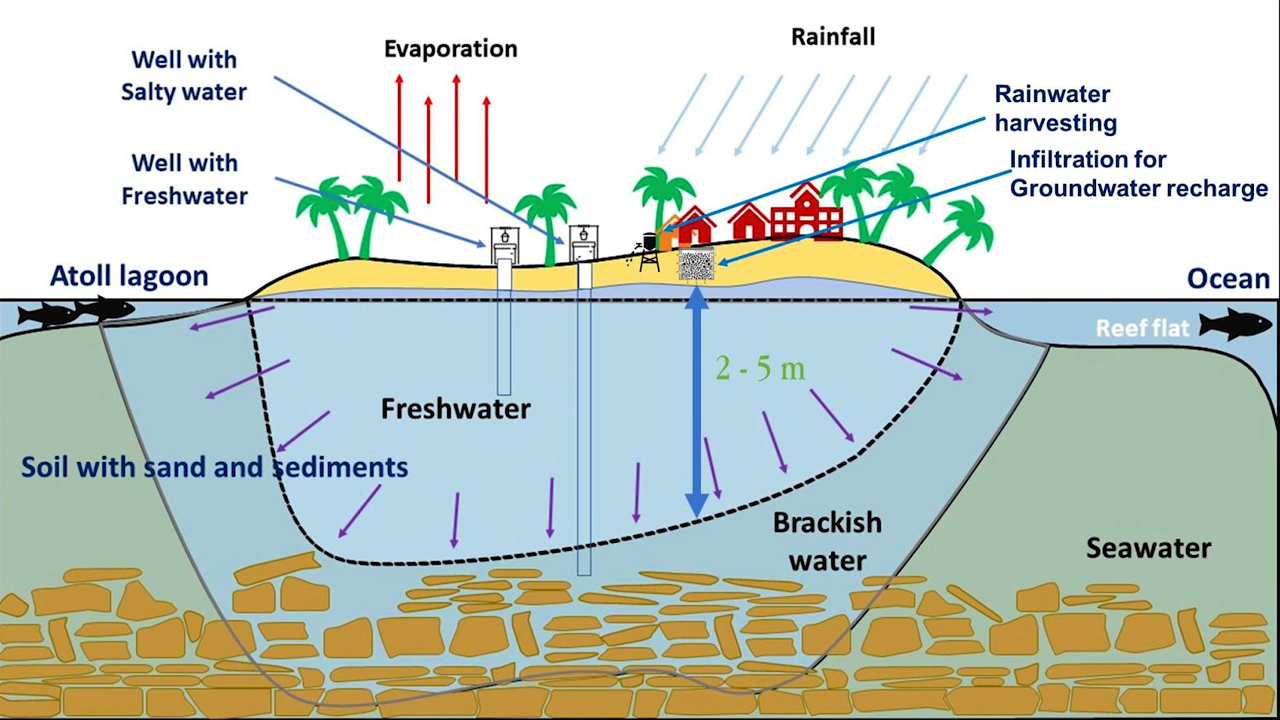 Evaporation
Rainfall
Well with
Salty water
Rainwater
harvesting
Well with
Freshwater
Infiltration for
Groundwater recharge
Atoll lagoon
Ocean
Reef flat
2 - 5 m
Freshwater
Soil with sand and sediments
Brackish
water
Seawater